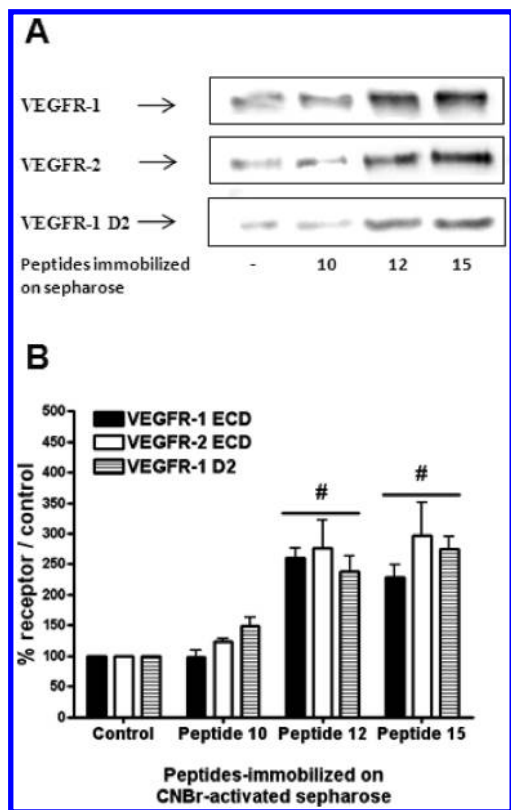 A
VEGFR-1
VEGFR-2
VEGFR-1 D2
Peptides immobilized - 10 12 15
on sepharose
B
500
450
400
350
300
250
200
150
100
50
0
% receptor / control
VEGFR-1 ECD
VEGFR-2 ECD
VEGFR-1 D2
# #
Control Peptide 10 Peptide 12 Peptide 15
Peptides-immobilized on
CNBr-activated sepharose